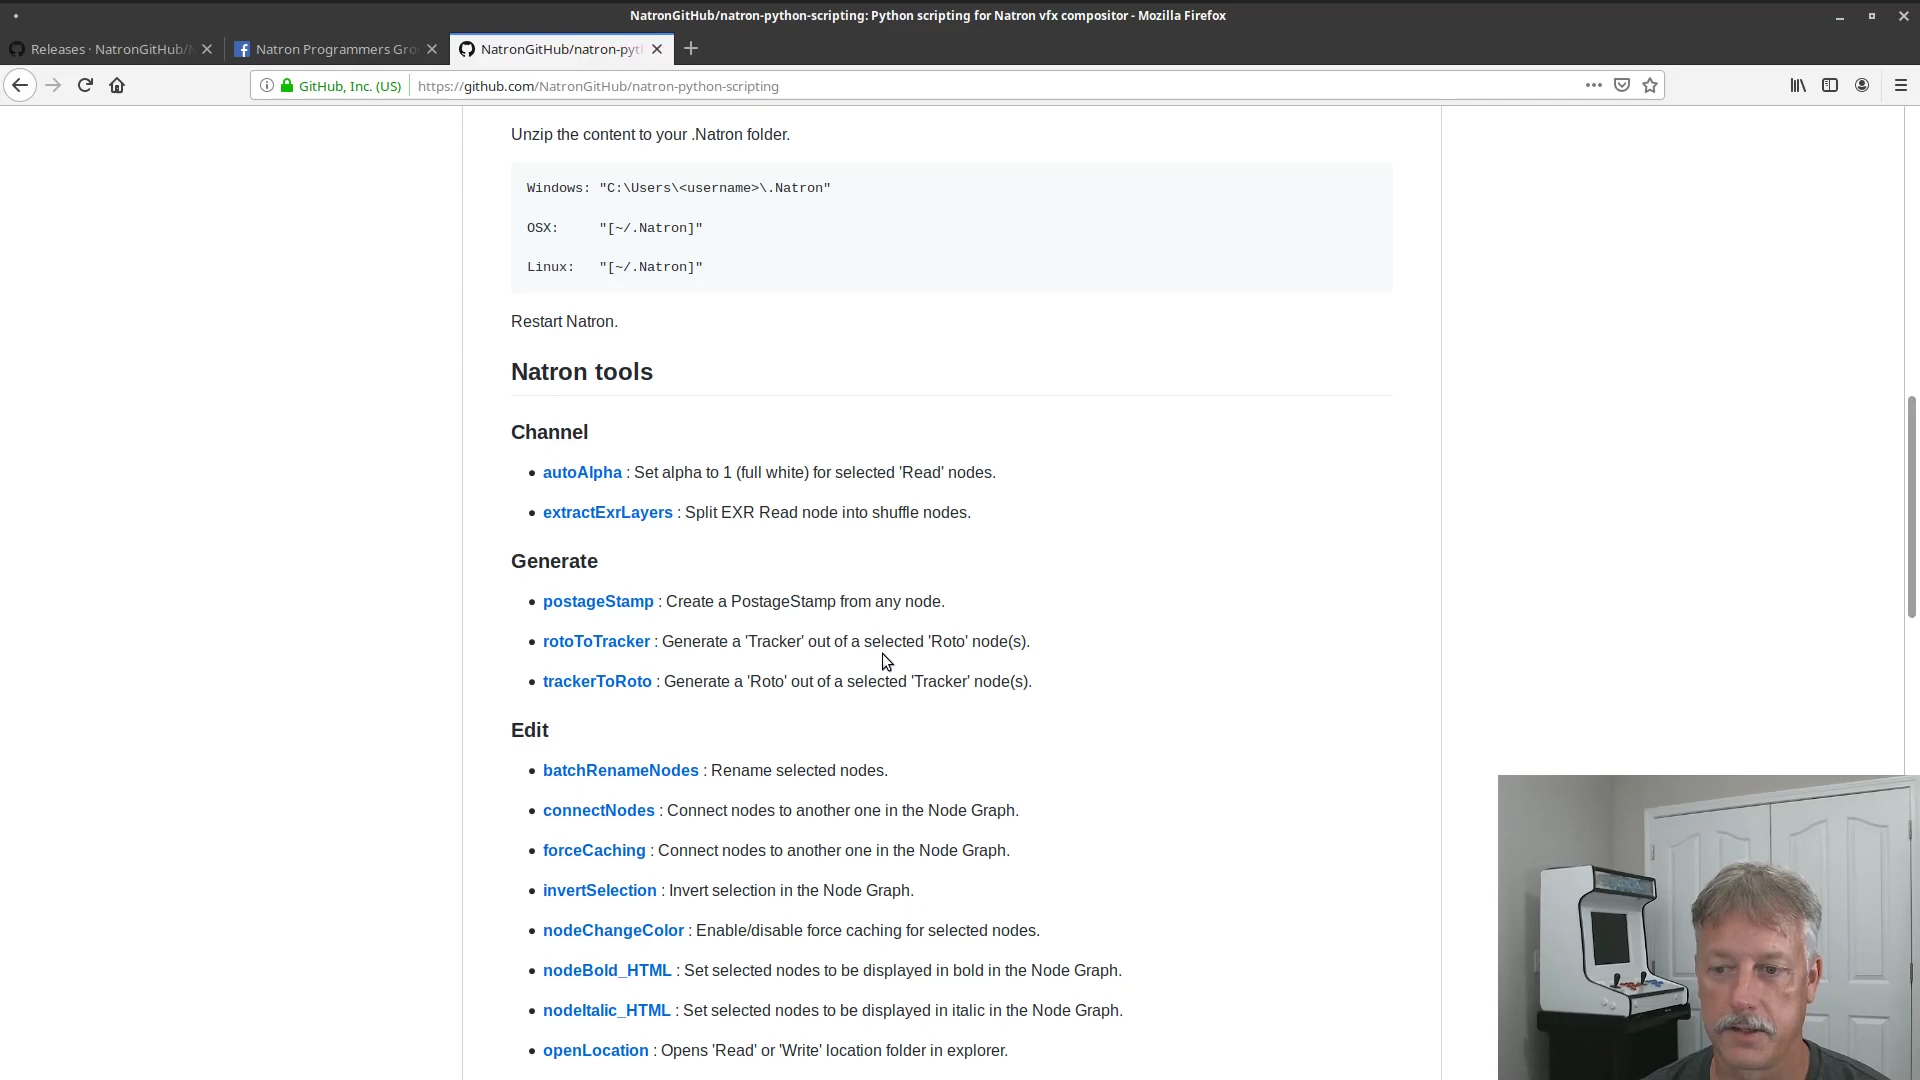 NatronGitHub/natron-python-scripting: Python scripting for Natron vfx compositor - Mozilla Firefox
Releases · NatronGitHub/
Natron Programmers Gro
NatronGitHub/natron-pyt
GitHub, Inc. (US)
https://github.com/NatronGitHub/natron-python-scripting
Unzip the content to your .Natron folder.
Windows: "C:\Users\<username>\.Natron"
OSX: "[~/.Natron]"
Linux: "[~/.Natron]"
Restart Natron.
Natron tools
Channel
• autoAlpha : Set alpha to 1 (full white) for selected 'Read' nodes.
• extractExrLayers : Split EXR Read node into shuffle nodes.
Generate
• postageStamp : Create a PostageStamp from any node.
• rotoToTracker : Generate a 'Tracker' out of a selected 'Roto' node(s).
• trackerToRoto : Generate a 'Roto' out of a selected 'Tracker' node(s).
Edit
• batchRenameNodes : Rename selected nodes.
• connectNodes : Connect nodes to another one in the Node Graph.
• forceCaching : Connect nodes to another one in the Node Graph.
• invertSelection : Invert selection in the Node Graph.
• nodeChangeColor : Enable/disable force caching for selected nodes.
• nodeBold_HTML : Set selected nodes to be displayed in bold in the Node Graph.
• nodeItalic_HTML : Set selected nodes to be displayed in italic in the Node Graph.
• openLocation : Opens 'Read' or 'Write' location folder in explorer.